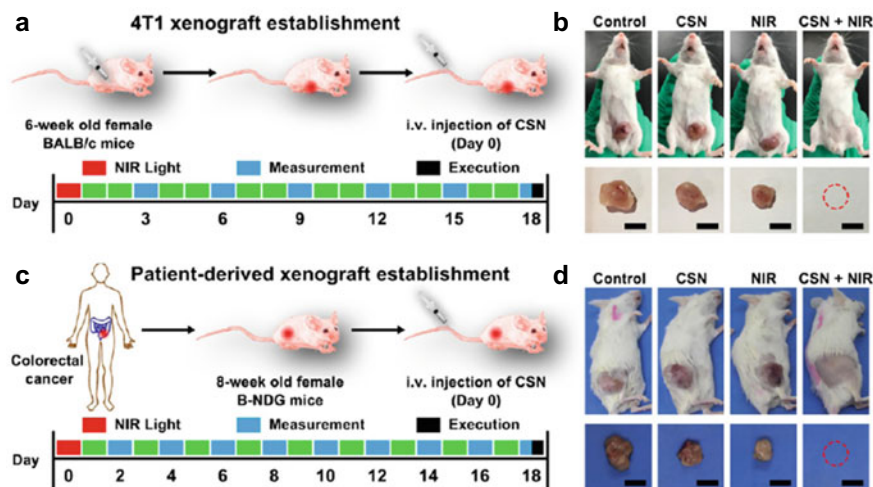 a
4T1 xenograft establishment
6-week old female
BALB/c mice
i.v. injection of CSN
(Day 0)
NIR Light
Measurement
Execution
Day
0 3 6 9 12 15 18
b
Control CSN NIR CSN + NIR
c
Patient-derived xenograft establishment
Colorectal
cancer
8-week old female
B-NDG mice
i.v. injection of CSN
(Day 0)
NIR Light
Measurement
Execution
Day
0 2 4 6 8 10 12 14 16 18
d
Control CSN NIR CSN + NIR